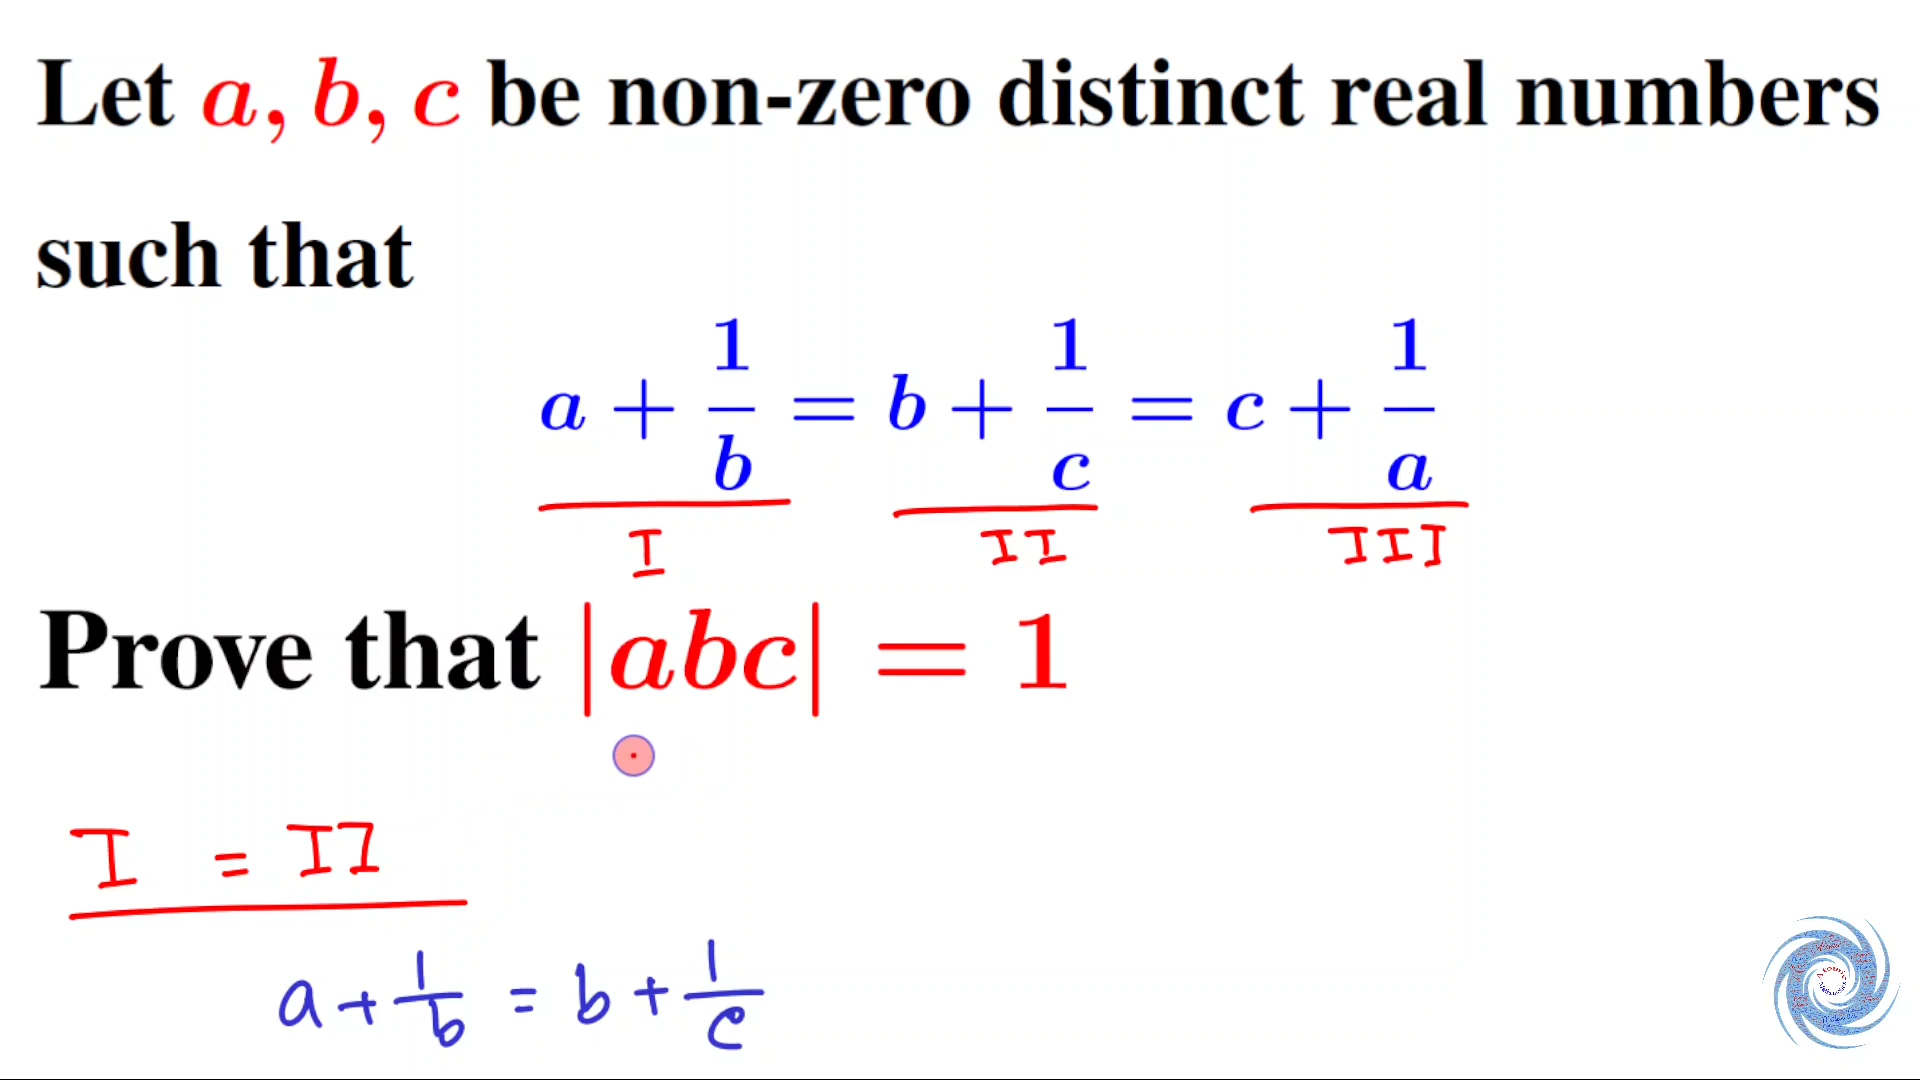 Let a, b, c be non-zero distinct real numbers
such that
a + 1/b = b + 1/c = c + 1/a
I II III
Prove that |abc| = 1
I = II
a + 1/b = b + 1/c